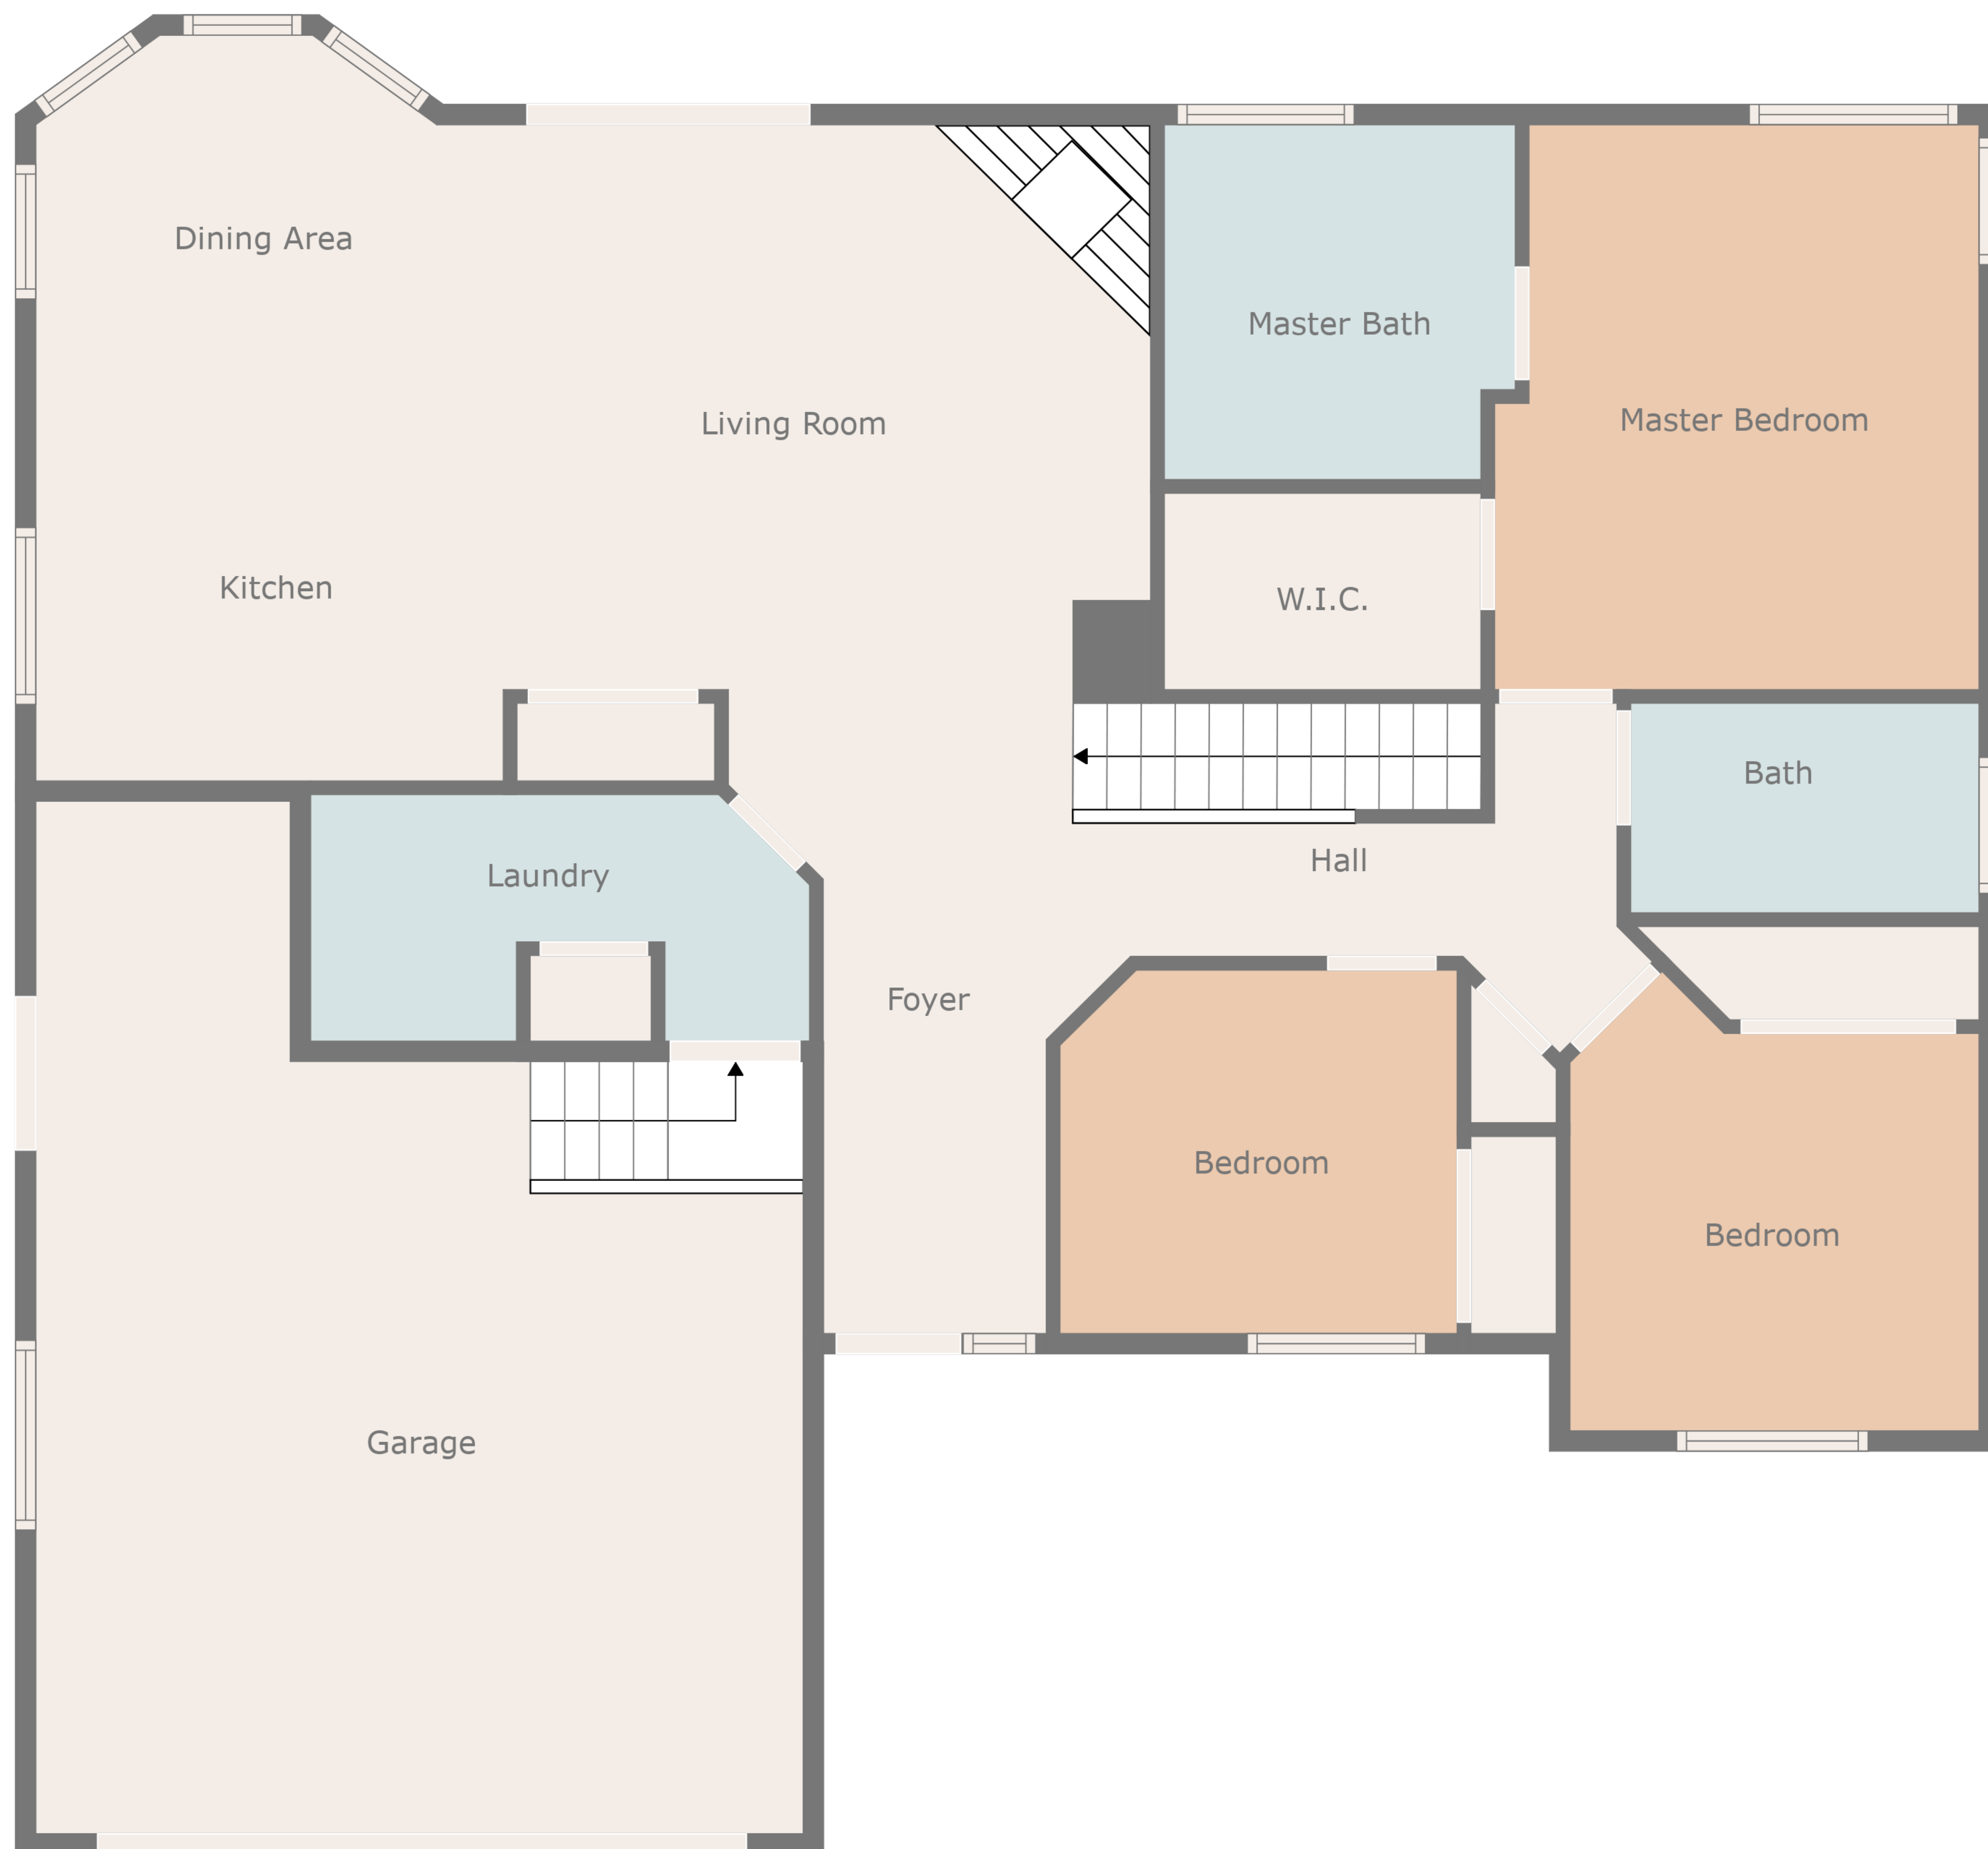 Dining Area
Master Bath
Master Bedroom
Living Room
Kitchen
W.I.C.
Bath
Hall
Laundry
Foyer
Bedroom
Bedroom
Garage